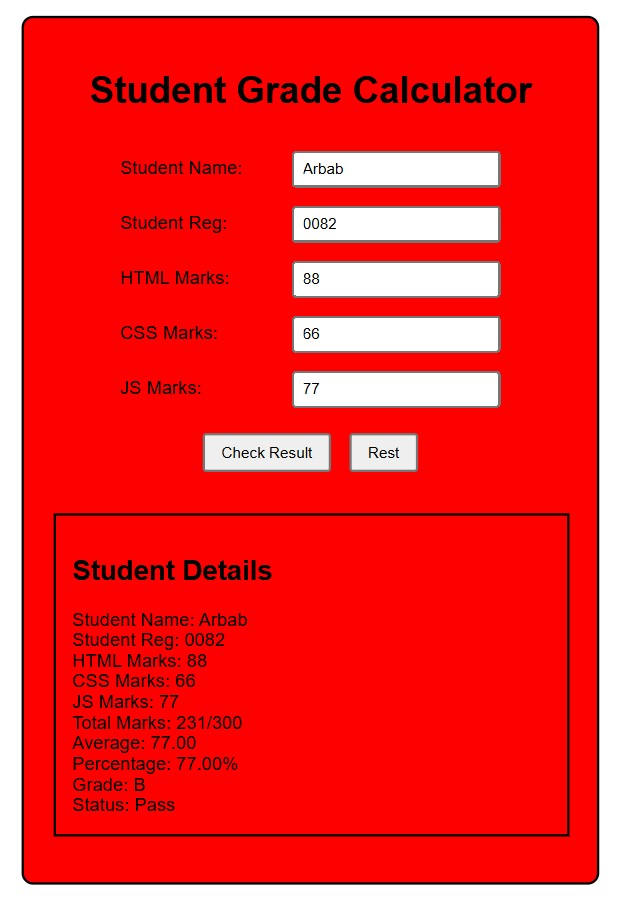 Student Grade Calculator
Student Name: Arbab
Student Reg: 0082
HTML Marks: 88
CSS Marks: 66
JS Marks: 77
Check Result Rest
Student Details
Student Name: Arbab
Student Reg: 0082
HTML Marks: 88
CSS Marks: 66
JS Marks: 77
Total Marks: 231/300
Average: 77.00
Percentage: 77.00%
Grade: B
Status: Pass